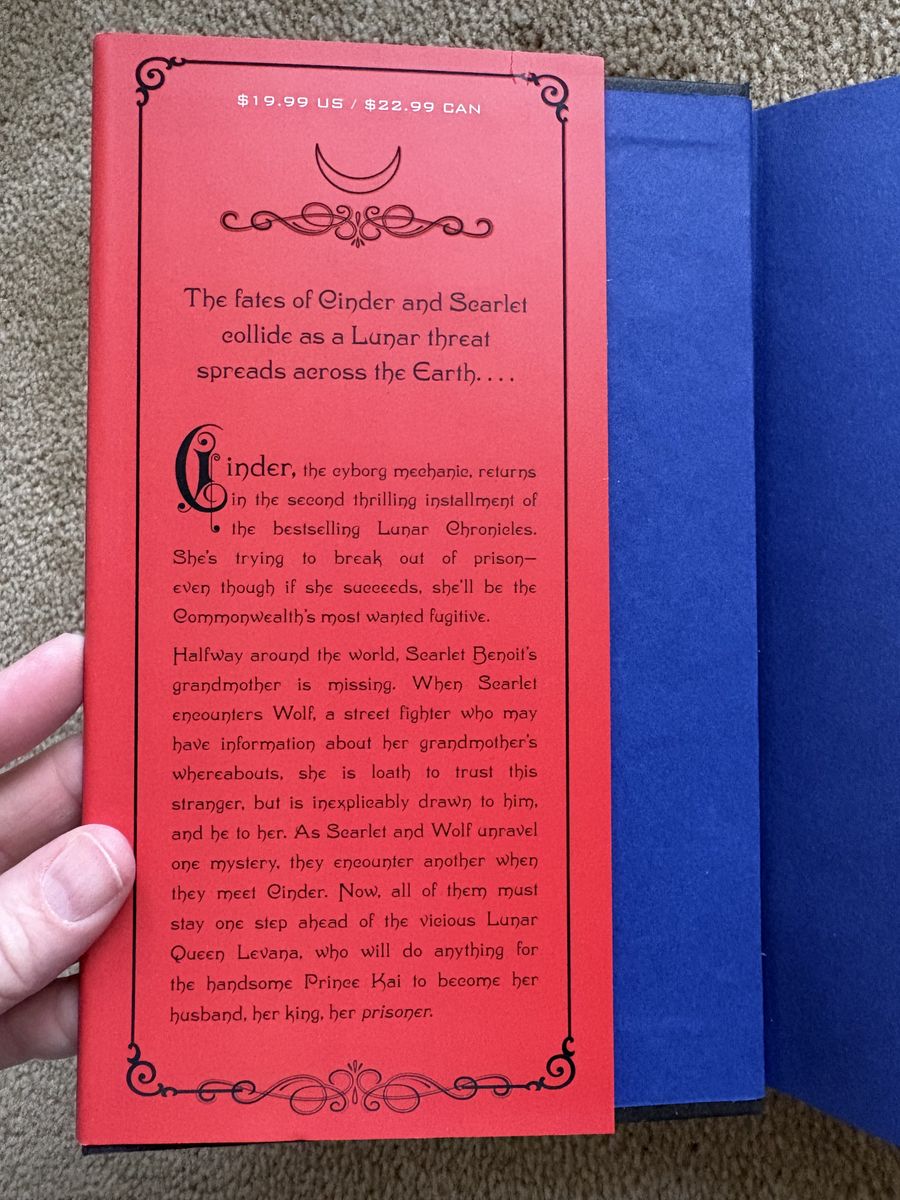 $19.99 US / $22.99 CAN
The fates of Cinder and Scarlet
collide as a Lunar threat
spreads across the Earth. . . .
Cinder, the cyborg mechanic, returns
in the second thrilling installment of
the bestselling Lunar Chronicles.
She's trying to break out of prison—
even though if she succeeds, she'll be the
Commonwealth's most wanted fugitive.
Halfway around the world, Scarlet Benoit's
grandmother is missing. When Scarlet
encounters Wolf, a street fighter who may
have information about her grandmother's
whereabouts, she is loath to trust this
stranger, but is inexplicably drawn to him,
and he to her. As Scarlet and Wolf unravel
one mystery, they encounter another when
they meet Cinder. Now, all of them must
stay one step ahead of the vicious Lunar
Queen Levana, who will do anything for
the handsome Prince Kai to become her
husband, her king, her prisoner.